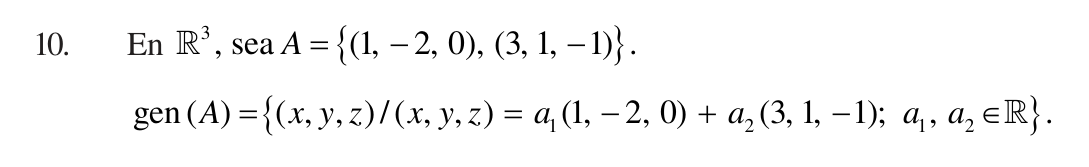 10. En ℝ³, sea A = {(1, −2, 0), (3, 1, −1)}.
gen (A) = {(x, y, z)/(x, y, z) = a₁(1, −2, 0) + a₂(3, 1, −1); a₁, a₂ ∈ ℝ}.